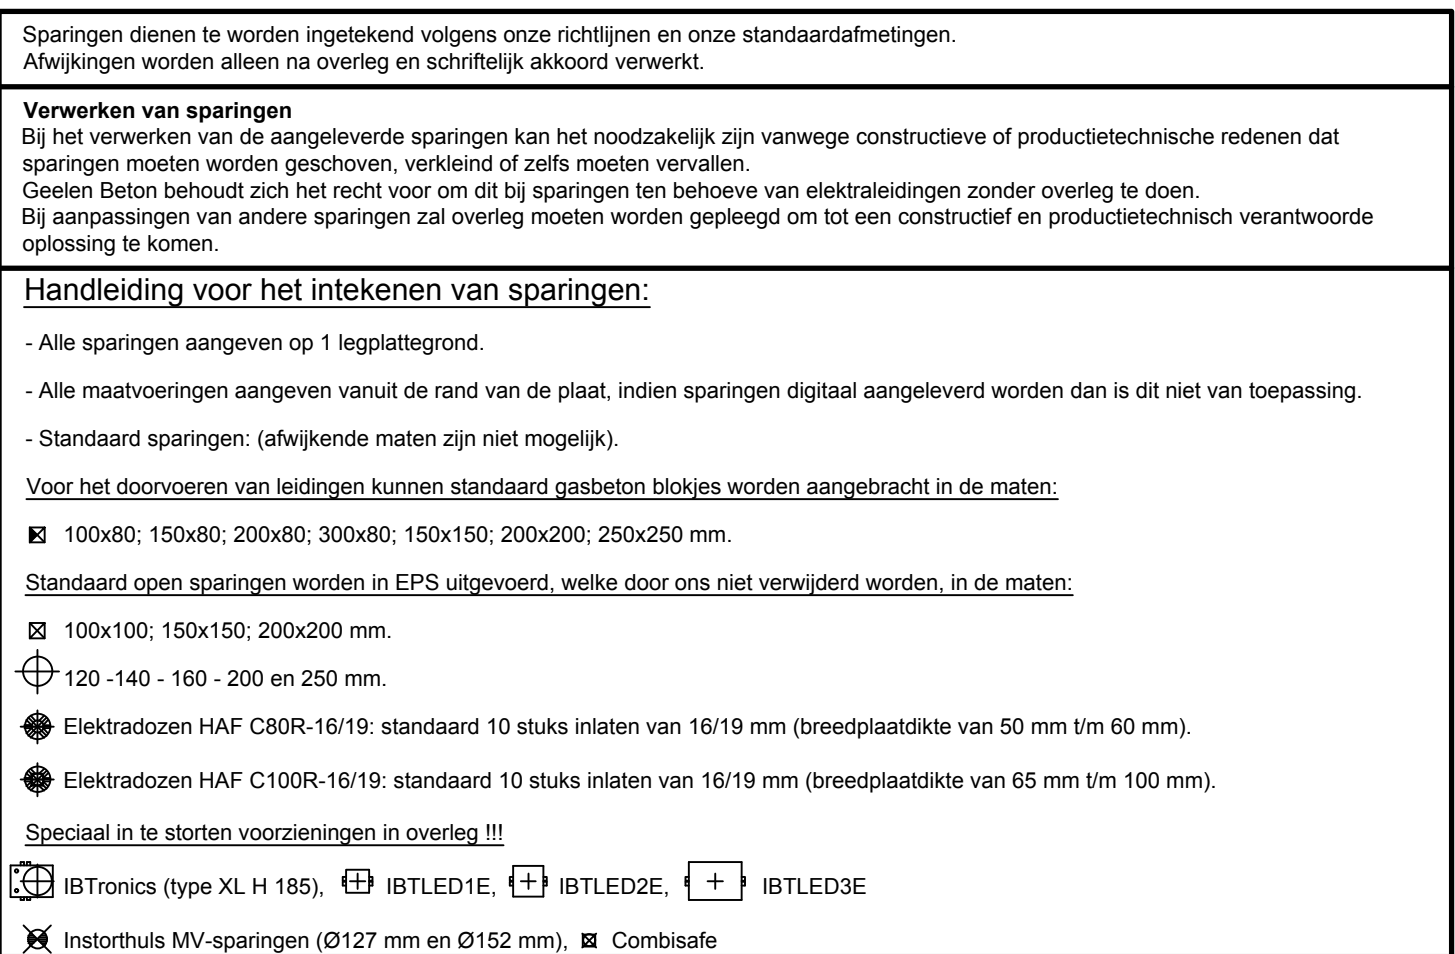 Sparingen dienen te worden ingetekend volgens onze richtlijnen en onze standaardafmetingen.
Afwijkingen worden alleen na overleg en schriftelijk akkoord verwerkt.
Verwerken van sparingen
Bij het verwerken van de aangeleverde sparingen kan het noodzakelijk zijn vanwege constructieve of productietechnische redenen dat
sparingen moeten worden geschoven, verkleind of zelfs moeten vervallen.
Geelen Beton behoudt zich het recht voor om dit bij sparingen ten behoeve van elektraleidingen zonder overleg te doen.
Bij aanpassingen van andere sparingen zal overleg moeten worden gepleegd om tot een constructief en productietechnisch verantwoorde
oplossing te komen.
Handleiding voor het intekenen van sparingen:
- Alle sparingen aangeven op 1 legplattegrond.
- Alle maatvoeringen aangeven vanuit de rand van de plaat, indien sparingen digitaal aangeleverd worden dan is dit niet van toepassing.
- Standaard sparingen: (afwijkende maten zijn niet mogelijk).
Voor het doorvoeren van leidingen kunnen standaard gasbeton blokjes worden aangebracht in de maten:
100x80; 150x80; 200x80; 300x80; 150x150; 200x200; 250x250 mm.
Standaard open sparingen worden in EPS uitgevoerd, welke door ons niet verwijderd worden, in de maten:
100x100; 150x150; 200x200 mm.
120 -140 - 160 - 200 en 250 mm.
Elektradozen HAF C80R-16/19: standaard 10 stuks inlaten van 16/19 mm (breedplaatdikte van 50 mm t/m 60 mm).
Elektradozen HAF C100R-16/19: standaard 10 stuks inlaten van 16/19 mm (breedplaatdikte van 65 mm t/m 100 mm).
Speciaal in te storten voorzieningen in overleg !!!
IBTronics (type XL H 185), IBTLED1E, IBTLED2E, IBTLED3E
Instorthuls MV-sparingen (Ø127 mm en Ø152 mm), Combisafe